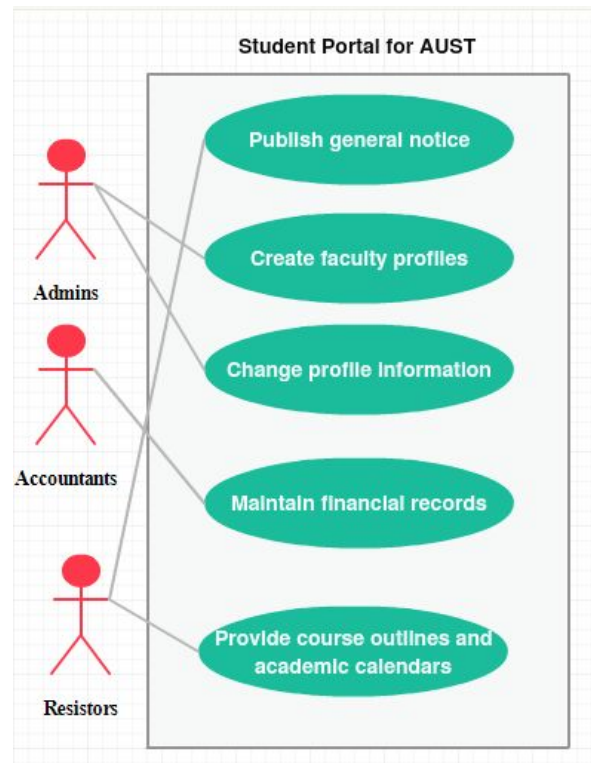 Student Portal for AUST
Publish general notice
Create faculty profiles
Admins
Change profile information
Accountants
Maintain financial records
Provide course outlines and
academic calendars
Resistors